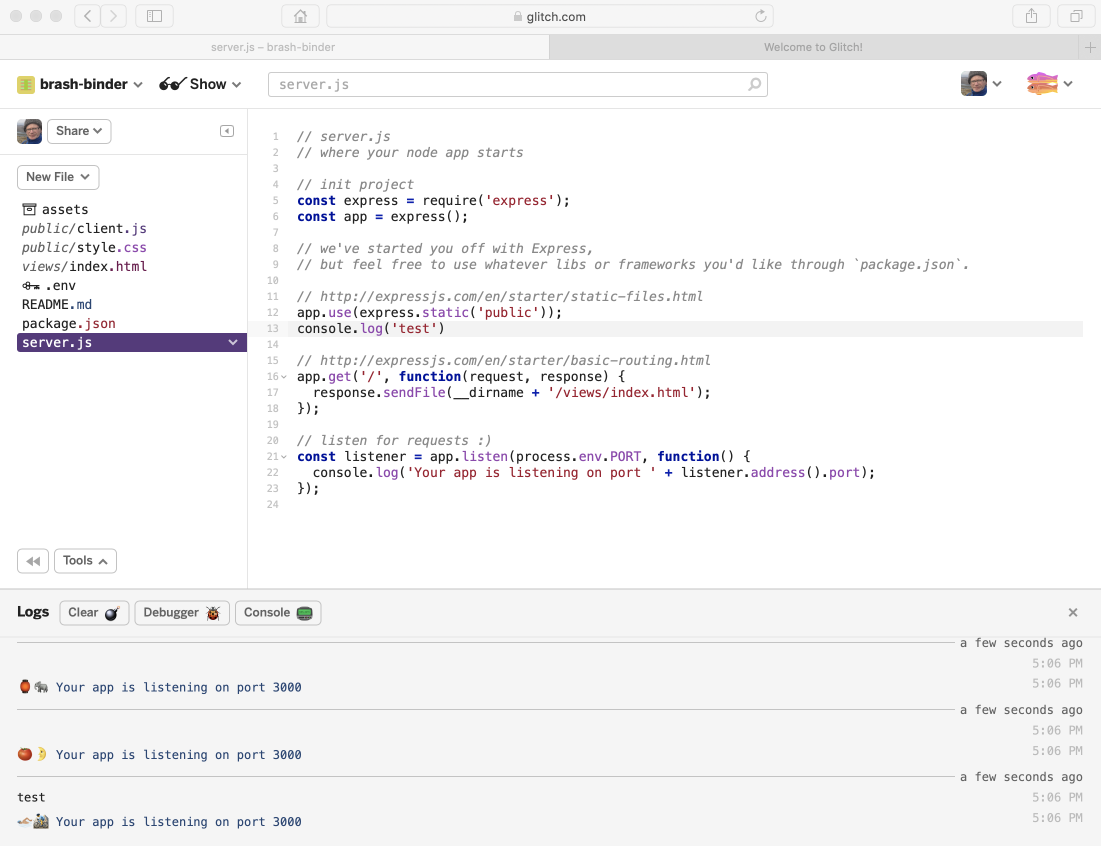 glitch.com
server.js – brash-binder
Welcome to Glitch!
brash-binder
Show
server.js
Share
New File
assets
public/client.js
public/style.css
views/index.html
.env
README.md
package.json
server.js
Tools
1 // server.js
2 // where your node app starts
3
4 // init project
5 const express = require('express');
6 const app = express();
7
8 // we've started you off with Express,
9 // but feel free to use whatever libs or frameworks you'd like through `package.json`.
10
11 // http://expressjs.com/en/starter/static-files.html
12 app.use(express.static('public'));
13 console.log('test')
14
15 // http://expressjs.com/en/starter/basic-routing.html
16 app.get('/', function(request, response) {
17 response.sendFile(__dirname + '/views/index.html');
18 });
19
20 // listen for requests :)
21 const listener = app.listen(process.env.PORT, function() {
22 console.log('Your app is listening on port ' + listener.address().port);
23 });
24
Logs Clear Debugger Console
a few seconds ago
5:06 PM
Your app is listening on port 3000 5:06 PM
a few seconds ago
5:06 PM
Your app is listening on port 3000 5:06 PM
a few seconds ago
test 5:06 PM
Your app is listening on port 3000 5:06 PM